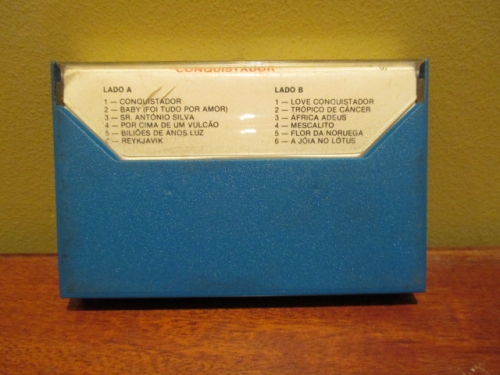 CONQUISTADOR
LADO A
1 — CONQUISTADOR
2 — BABY (FOI TUDO POR AMOR)
3 — SR. ANTÓNIO SILVA
4 — POR CIMA DE UM VULCÃO
5 — BILIÕES DE ANOS LUZ
— REYKJAVIK
LADO B
1 — LOVE CONQUISTADOR
2 — TRÓPICO DE CÂNCER
3 — ÁFRICA ADEUS
4 — MESCALITO
5 — FLOR DA NORUEGA
6 — A JÓIA NO LÓTUS